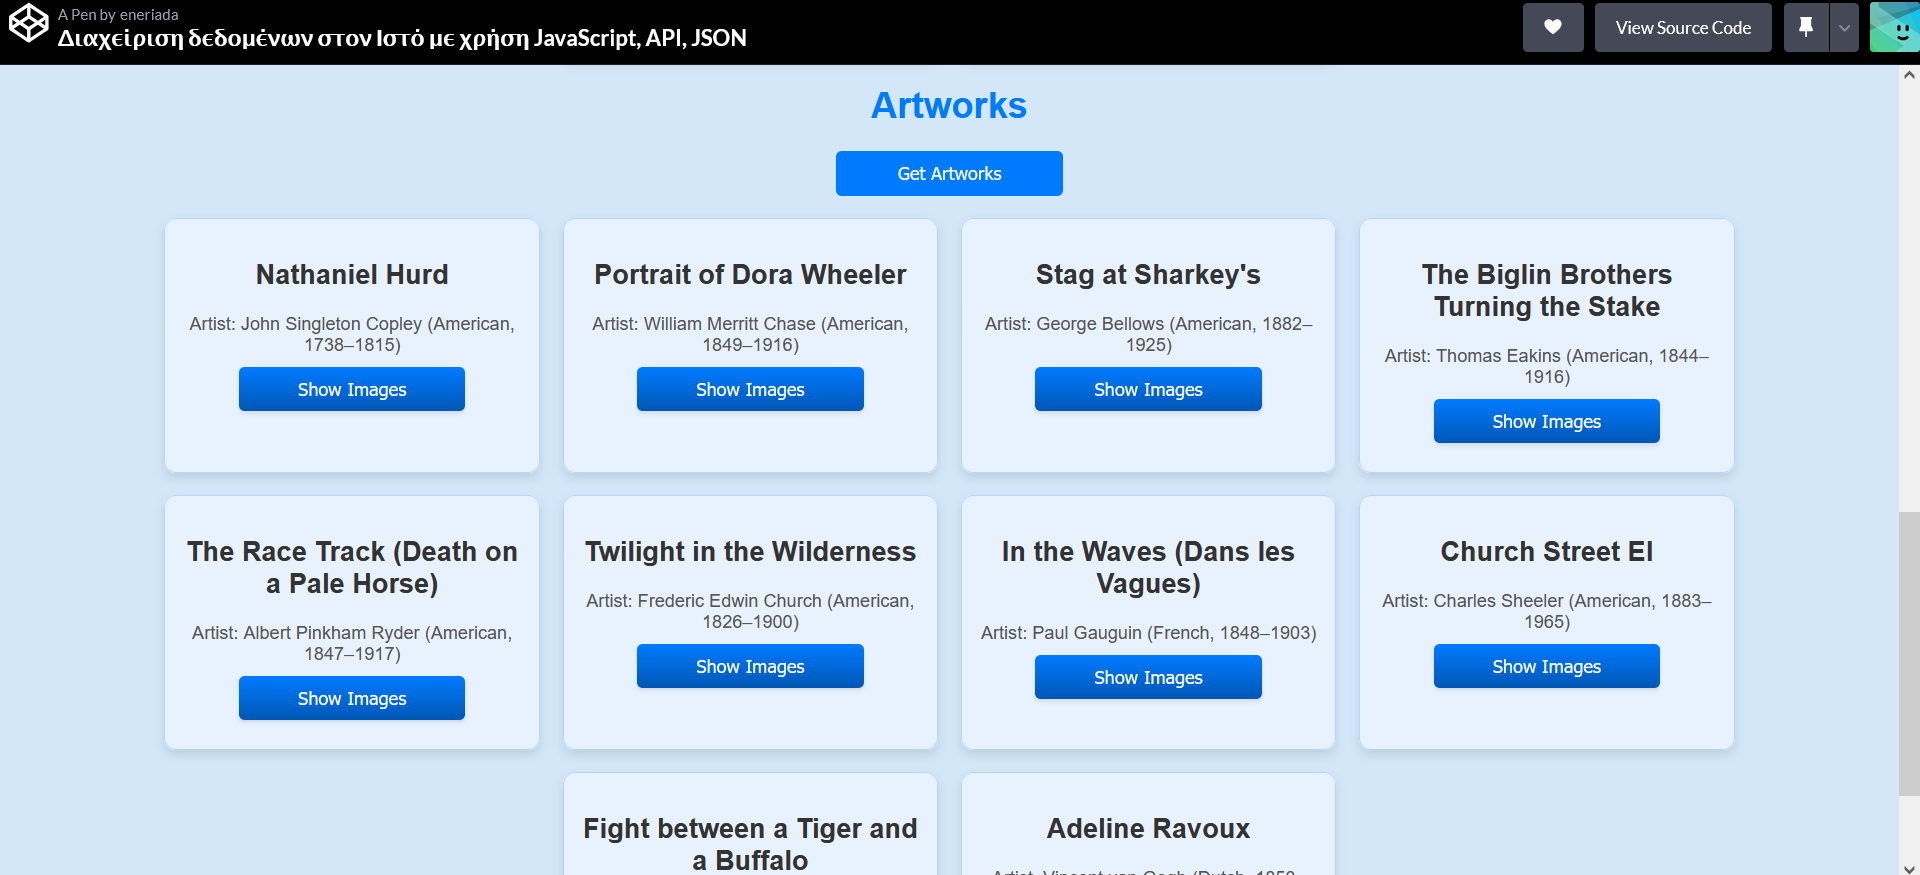 A Pen by eneriada
Διαχείριση δεδομένων στον Ιστό με χρήση JavaScript, API, JSON
View Source Code
Artworks
Get Artworks
Nathaniel Hurd
Artist: John Singleton Copley (American,
1738–1815)
Show Images
Portrait of Dora Wheeler
Artist: William Merritt Chase (American,
1849–1916)
Show Images
Stag at Sharkey's
Artist: George Bellows (American, 1882–
1925)
Show Images
The Biglin Brothers
Turning the Stake
Artist: Thomas Eakins (American, 1844–
1916)
Show Images
The Race Track (Death on
a Pale Horse)
Artist: Albert Pinkham Ryder (American,
1847–1917)
Show Images
Twilight in the Wilderness
Artist: Frederic Edwin Church (American,
1826–1900)
Show Images
In the Waves (Dans les
Vagues)
Artist: Paul Gauguin (French, 1848–1903)
Show Images
Church Street El
Artist: Charles Sheeler (American, 1883–
1965)
Show Images
Fight between a Tiger and
a Buffalo
Adeline Ravoux
Artist: Vincent van Gogh (Dutch, 1853–